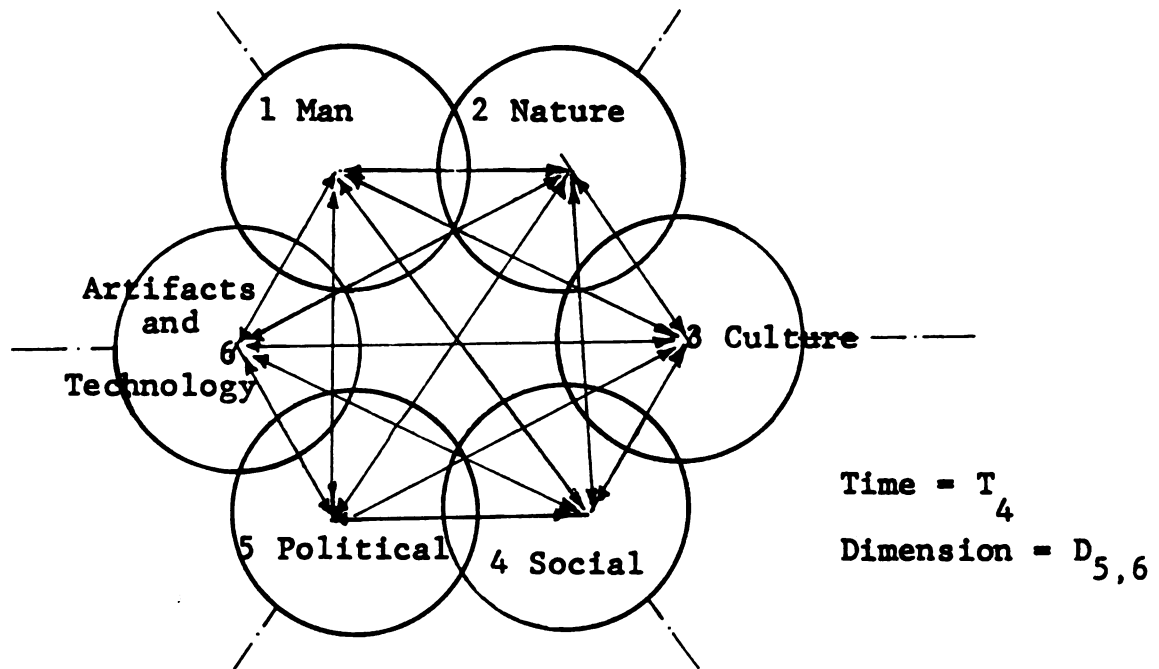 1 Man
2 Nature
Artifacts
and
6
Technology
3 Culture
5 Political
4 Social
Time = T4
Dimension = D5,6